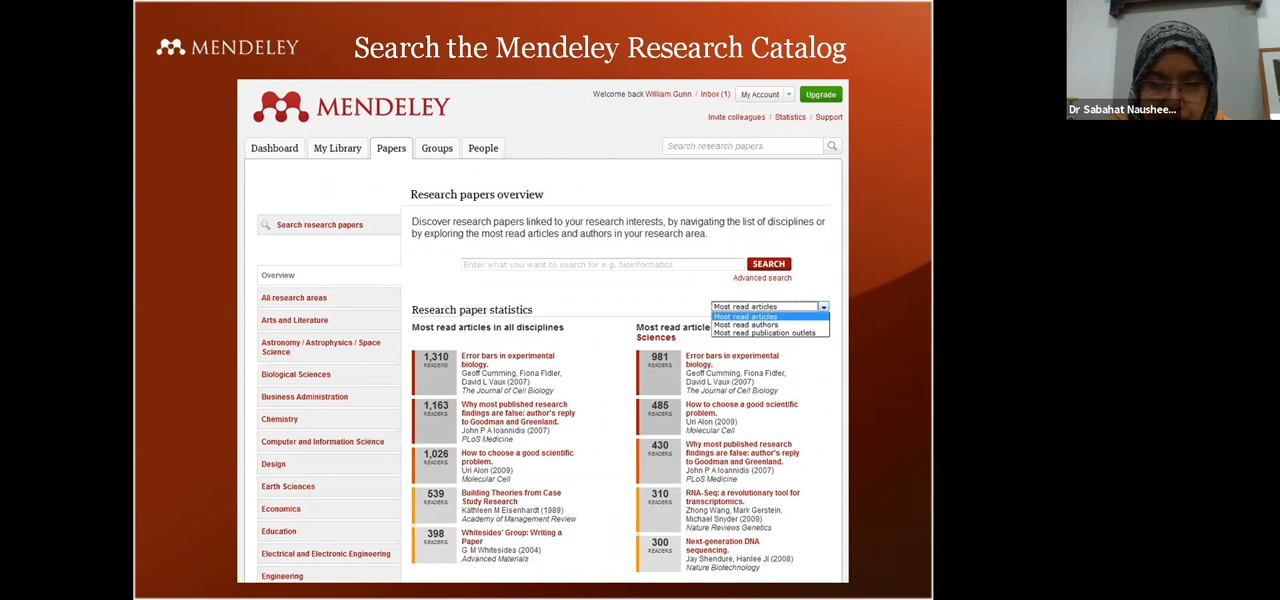 MENDELEY
Search the Mendeley Research Catalog
MENDELEY
Welcome back William Gunn / Inbox (1)
My Account
Upgrade
Invite colleagues / Statistics / Support
Dashboard
My Library
Papers
Groups
People
Search research papers
Search research papers
Overview
All research areas
Arts and Literature
Astronomy / Astrophysics / Space
Science
Biological Sciences
Business Administration
Chemistry
Computer and Information Science
Design
Earth Sciences
Economics
Education
Electrical and Electronic Engineering
Engineering
Research papers overview
Discover research papers linked to your research interests, by navigating the list of disciplines or
by exploring the most read articles and authors in your research area.
Enter what you want to search for e.g. bioinformatics
SEARCH
Advanced search
Research paper statistics
Most read articles
Most read articles
Most read authors
Most read publication outlets
Most read articles in all disciplines
1,310
READERS
Error bars in experimental
biology.
Geoff Cumming, Fiona Fidler,
David L Vaux (2007)
The Journal of Cell Biology
1,163
READERS
Why most published research
findings are false: author's reply
to Goodman and Greenland.
John P A Ioannidis (2007)
PLoS Medicine
1,026
READERS
How to choose a good scientific
problem.
Uri Alon (2009)
Molecular Cell
539
READERS
Building Theories from Case
Study Research
Kathleen M Eisenhardt (1989)
Academy of Management Review
398
READERS
Whitesides' Group: Writing a
Paper
G M Whitesides (2004)
Advanced Materials
Most read article
Sciences
981
READERS
Error bars in experimental
biology.
Geoff Cumming, Fiona Fidler,
David L Vaux (2007)
The Journal of Cell Biology
485
READERS
How to choose a good scientific
problem.
Uri Alon (2009)
Molecular Cell
430
READERS
Why most published research
findings are false: author's reply
to Goodman and Greenland.
John P A Ioannidis (2007)
PLoS Medicine
310
READERS
RNA-Seq: a revolutionary tool for
transcriptomics.
Zhong Wang, Mark Gerstein,
Michael Snyder (2009)
Nature Reviews Genetics
300
READERS
Next-generation DNA
sequencing.
Jay Shendure, Hanlee Ji (2008)
Nature Biotechnology
Dr Sabahat Naushee...